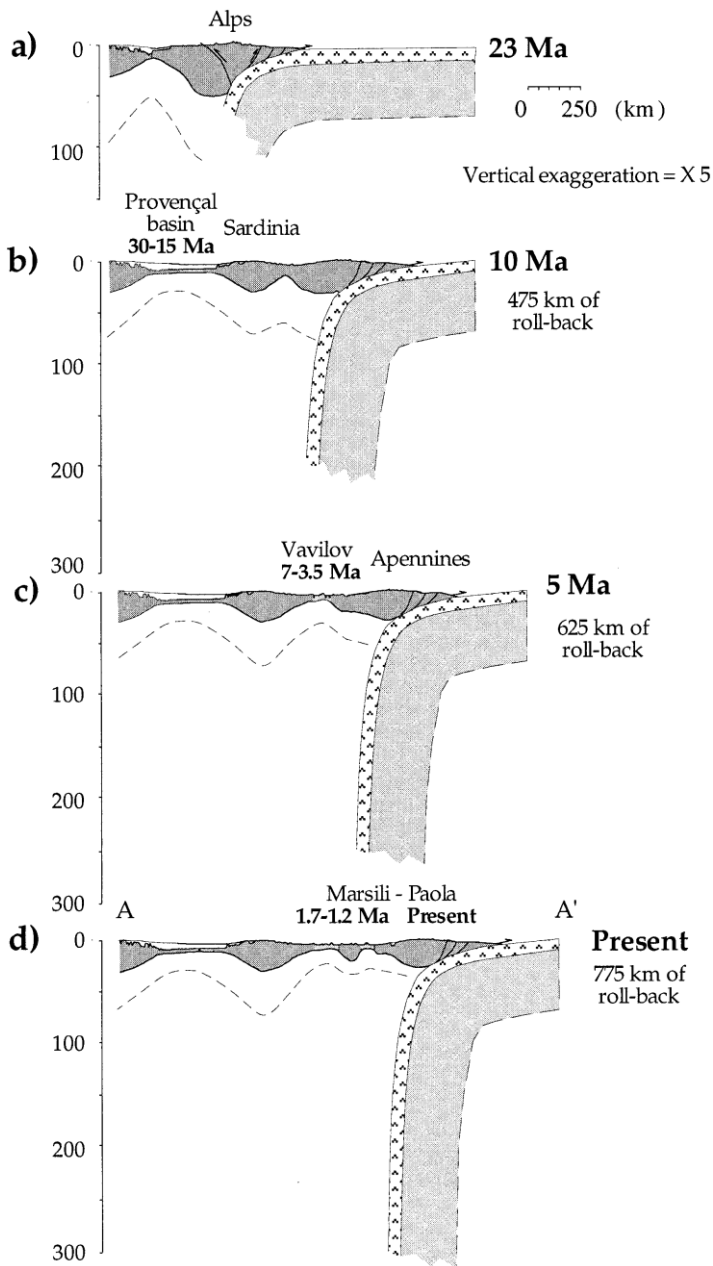 Alps
a)
0
23 Ma
0 250 (km)
100
Vertical exaggeration = X 5
Provençal
basin
30-15 Ma
Sardinia
b)
0
10 Ma
475 km of
roll-back
100
200
300
Vavilov
7-3.5 Ma
Apennines
c)
0
5 Ma
625 km of
roll-back
100
200
300
A
Marsili - Paola
1.7-1.2 Ma Present
A'
d)
0
Present
775 km of
roll-back
100
200
300